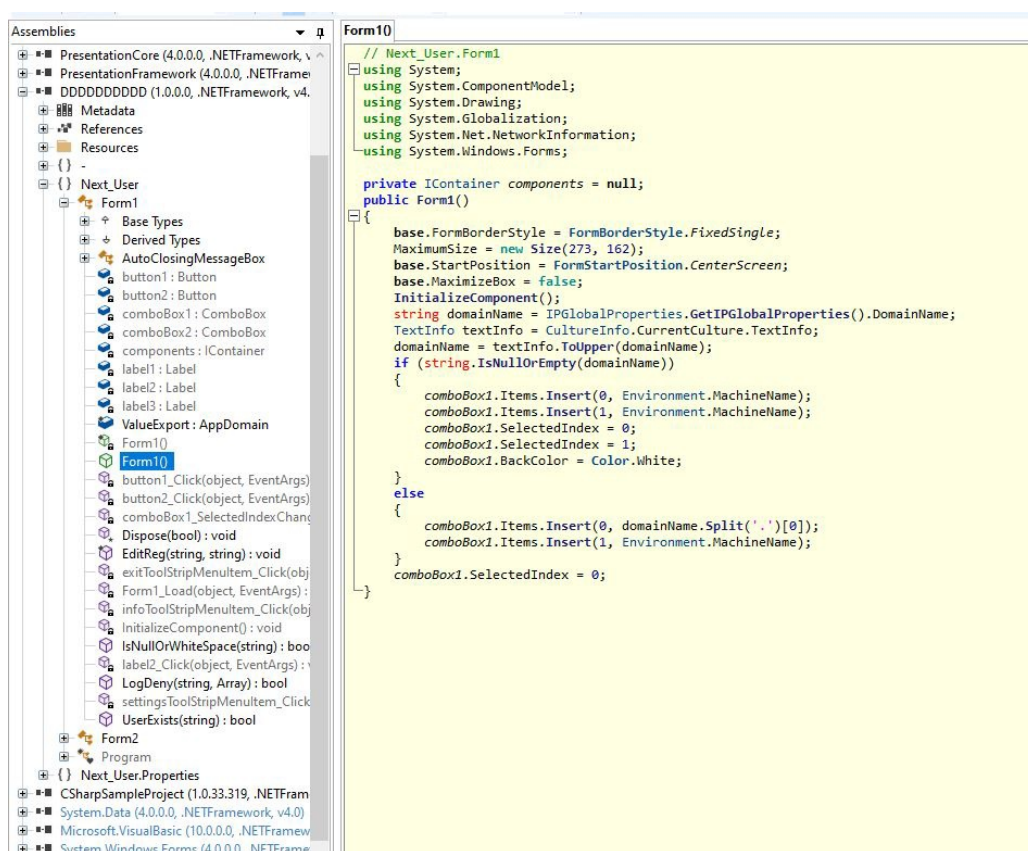 Assemblies
PresentationCore (4.0.0.0, .NETFramework, v
PresentationFramework (4.0.0.0, .NETFramew
DDDDDDDDDD (1.0.0.0, .NETFramework, v4.
Metadata
References
Resources
{ } -
{ } Next_User
Form1
Base Types
Derived Types
AutoClosingMessageBox
button1 : Button
button2 : Button
comboBox1 : ComboBox
comboBox2 : ComboBox
components : IContainer
label1 : Label
label2 : Label
label3 : Label
ValueExport : AppDomain
Form1()
Form1()
button1_Click(object, EventArgs)
button2_Click(object, EventArgs)
comboBox1_SelectedIndexChang
Dispose(bool) : void
EditReg(string, string) : void
exitToolStripMenuItem_Click(obj
Form1_Load(object, EventArgs) :
infoToolStripMenuItem_Click(obj
InitializeComponent() : void
IsNullOrWhiteSpace(string) : boo
label2_Click(object, EventArgs) : v
LogDeny(string, Array) : bool
settingsToolStripMenuItem_Click
UserExists(string) : bool
Form2
Program
{ } Next_User.Properties
CSharpSampleProject (1.0.33.319, .NETFram
System.Data (4.0.0.0, .NETFramework, v4.0)
Microsoft.VisualBasic (10.0.0.0, .NETFramew
System.Windows.Forms (4.0.0.0, .NETFrame
Form1()
// Next_User.Form1
using System;
using System.ComponentModel;
using System.Drawing;
using System.Globalization;
using System.Net.NetworkInformation;
using System.Windows.Forms;
private IContainer components = null;
public Form1()
{
base.FormBorderStyle = FormBorderStyle.FixedSingle;
MaximumSize = new Size(273, 162);
base.StartPosition = FormStartPosition.CenterScreen;
base.MaximizeBox = false;
InitializeComponent();
string domainName = IPGlobalProperties.GetIPGlobalProperties().DomainName;
TextInfo textInfo = CultureInfo.CurrentCulture.TextInfo;
domainName = textInfo.ToUpper(domainName);
if (string.IsNullOrEmpty(domainName))
{
comboBox1.Items.Insert(0, Environment.MachineName);
comboBox1.Items.Insert(1, Environment.MachineName);
comboBox1.SelectedIndex = 0;
comboBox1.SelectedIndex = 1;
comboBox1.BackColor = Color.White;
}
else
{
comboBox1.Items.Insert(0, domainName.Split('.')[0]);
comboBox1.Items.Insert(1, Environment.MachineName);
}
comboBox1.SelectedIndex = 0;
}